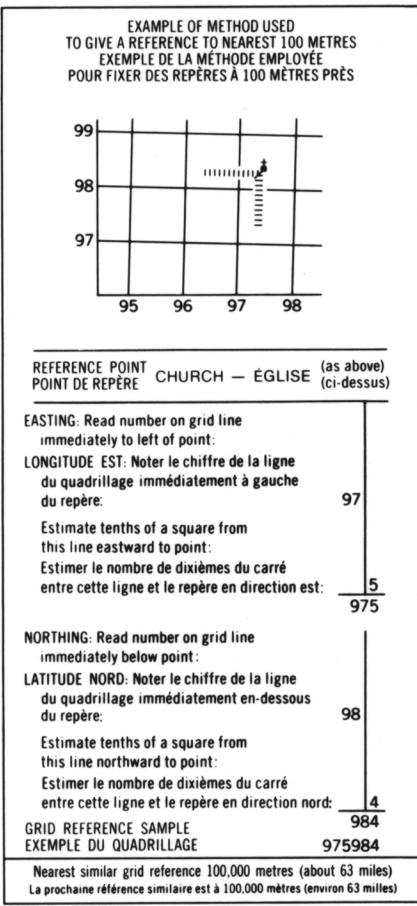 EXAMPLE OF METHOD USED
TO GIVE A REFERENCE TO NEAREST 100 METRES
EXEMPLE DE LA MÉTHODE EMPLOYÉE
POUR FIXER DES REPÈRES À 100 MÈTRES PRÈS
99
98
97
95 96 97 98
REFERENCE POINT
POINT DE REPÈRE CHURCH — ÉGLISE (as above)
(ci-dessus)
EASTING: Read number on grid line
immediately to left of point:
LONGITUDE EST: Noter le chiffre de la ligne
du quadrillage immédiatement à gauche
du repère: 97
Estimate tenths of a square from
this line eastward to point:
Estimer le nombre de dixièmes du carré
entre cette ligne et le repère en direction est: 5
975
NORTHING: Read number on grid line
immediately below point:
LATITUDE NORD: Noter le chiffre de la ligne
du quadrillage immédiatement en-dessous
du repère: 98
Estimate tenths of a square from
this line northward to point:
Estimer le nombre de dixièmes du carré
entre cette ligne et le repère en direction nord: 4
GRID REFERENCE SAMPLE 984
EXEMPLE DU QUADRILLAGE 975984
Nearest similar grid reference 100,000 metres (about 63 miles)
La prochaine référence similaire est à 100,000 mètres (environ 63 milles)